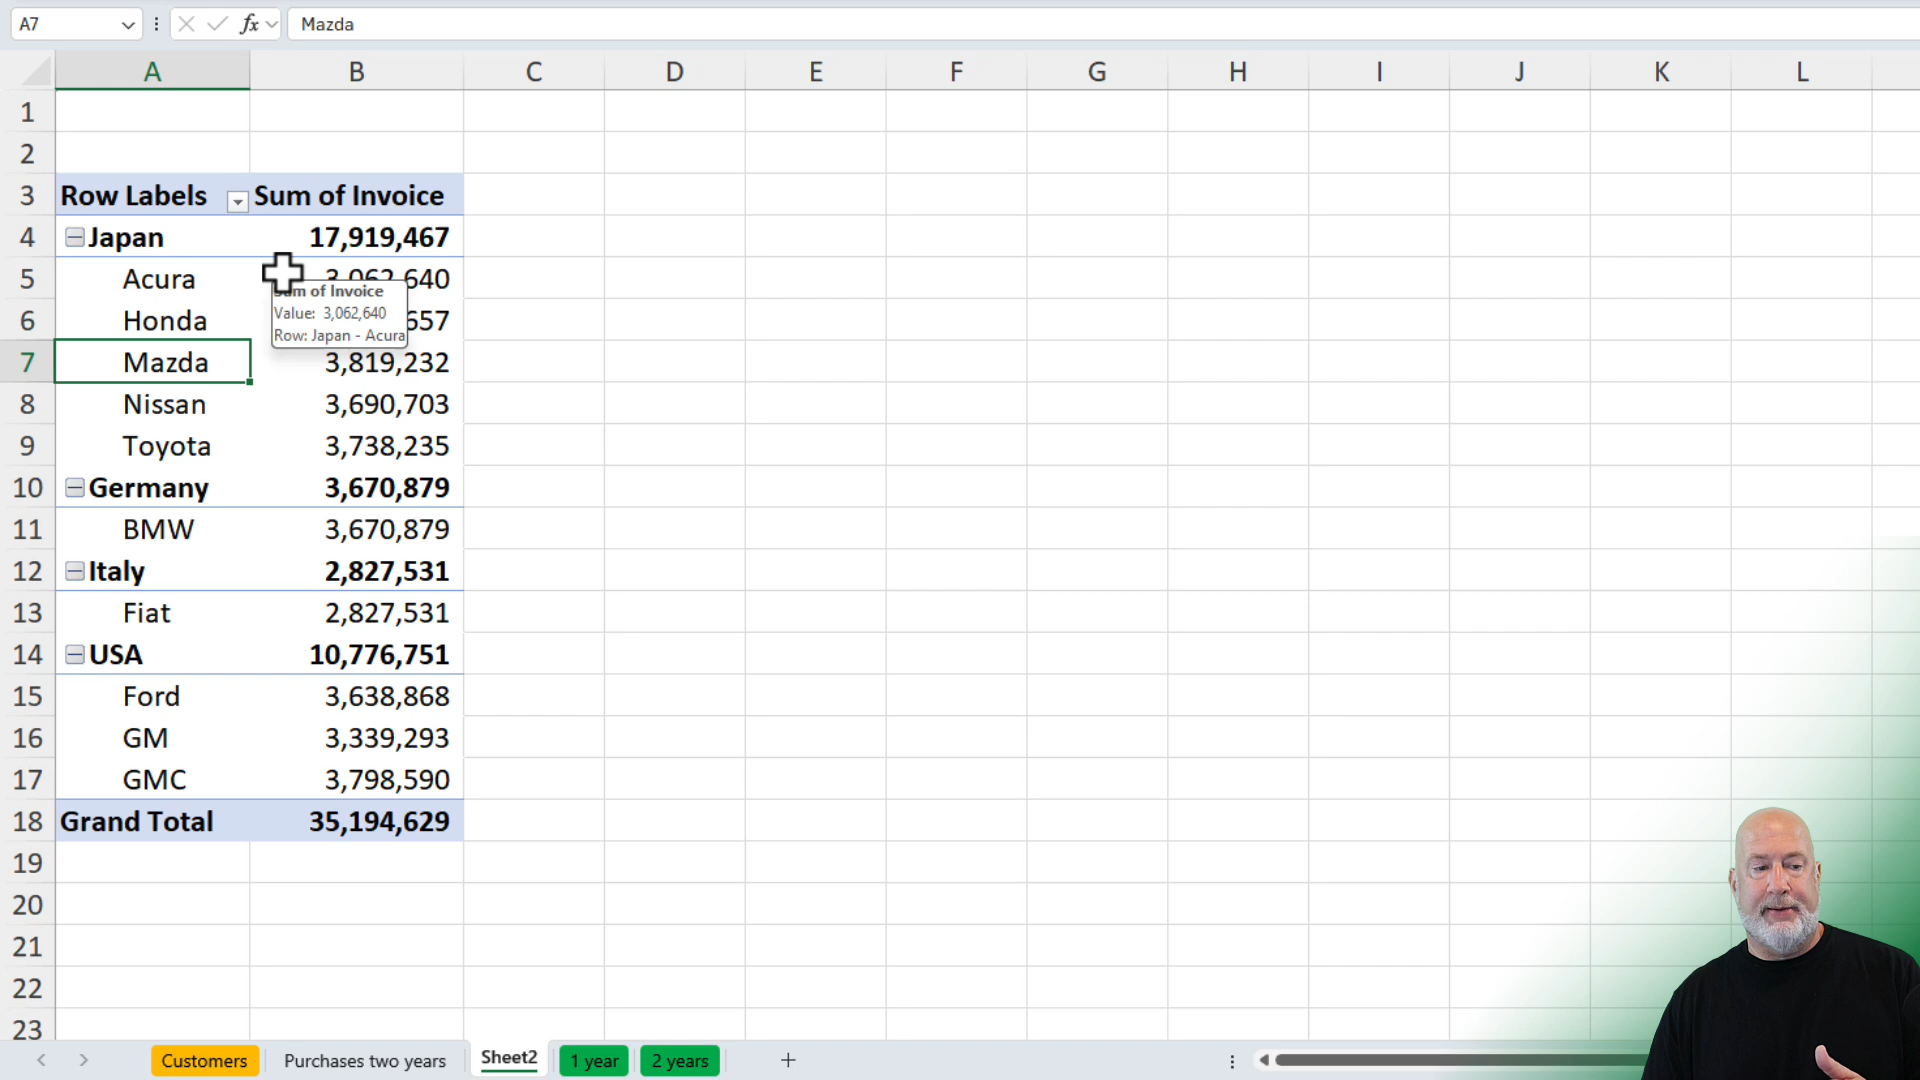 A7
fx
Mazda
A B C D E F G H I J K L
1
2
3 Row Labels Sum of Invoice
4 Japan 17,919,467
5 Acura 3,062,640
Sum of Invoice
Value: 3,062,640
6 Honda 657
Row: Japan - Acura
7 Mazda 3,819,232
8 Nissan 3,690,703
9 Toyota 3,738,235
10 Germany 3,670,879
11 BMW 3,670,879
12 Italy 2,827,531
13 Fiat 2,827,531
14 USA 10,776,751
15 Ford 3,638,868
16 GM 3,339,293
17 GMC 3,798,590
18 Grand Total 35,194,629
19
20
21
22
23
Customers Purchases two years Sheet2 1 year 2 years